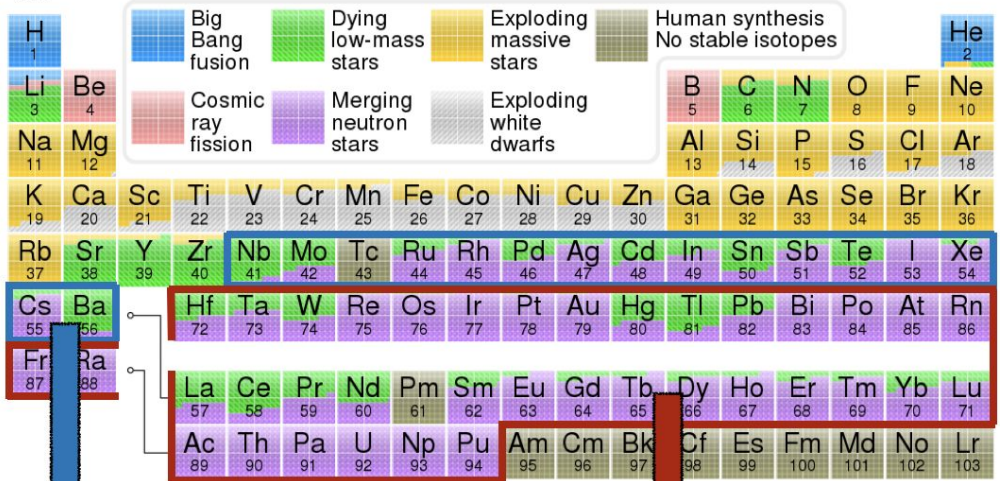 H
1
Big
Bang
fusion
Dying
low-mass
stars
Exploding
massive
stars
Human synthesis
No stable isotopes
He
2
Li
3
Be
4
Cosmic
ray
fission
Merging
neutron
stars
Exploding
white
dwarfs
B C N O F Ne
5 6 7 8 9 10
Na Mg Al Si P S Cl Ar
11 12 13 14 15 16 17 18
K Ca Sc Ti V Cr Mn Fe Co Ni Cu Zn Ga Ge As Se Br Kr
19 20 21 22 23 24 25 26 27 28 29 30 31 32 33 34 35 36
Rb Sr Y Zr Nb Mo Tc Ru Rh Pd Ag Cd In Sn Sb Te I Xe
37 38 39 40 41 42 43 44 45 46 47 48 49 50 51 52 53 54
Cs Ba Hf Ta W Re Os Ir Pt Au Hg Tl Pb Bi Po At Rn
55 56 72 73 74 75 76 77 78 79 80 81 82 83 84 85 86
Fr Ra
87 88
La Ce Pr Nd Pm Sm Eu Gd Tb Dy Ho Er Tm Yb Lu
57 58 59 60 61 62 63 64 65 66 67 68 69 70 71
Ac Th Pa U Np Pu Am Cm Bk Cf Es Fm Md No Lr
89 90 91 92 93 94 95 96 97 98 99 100 101 102 103